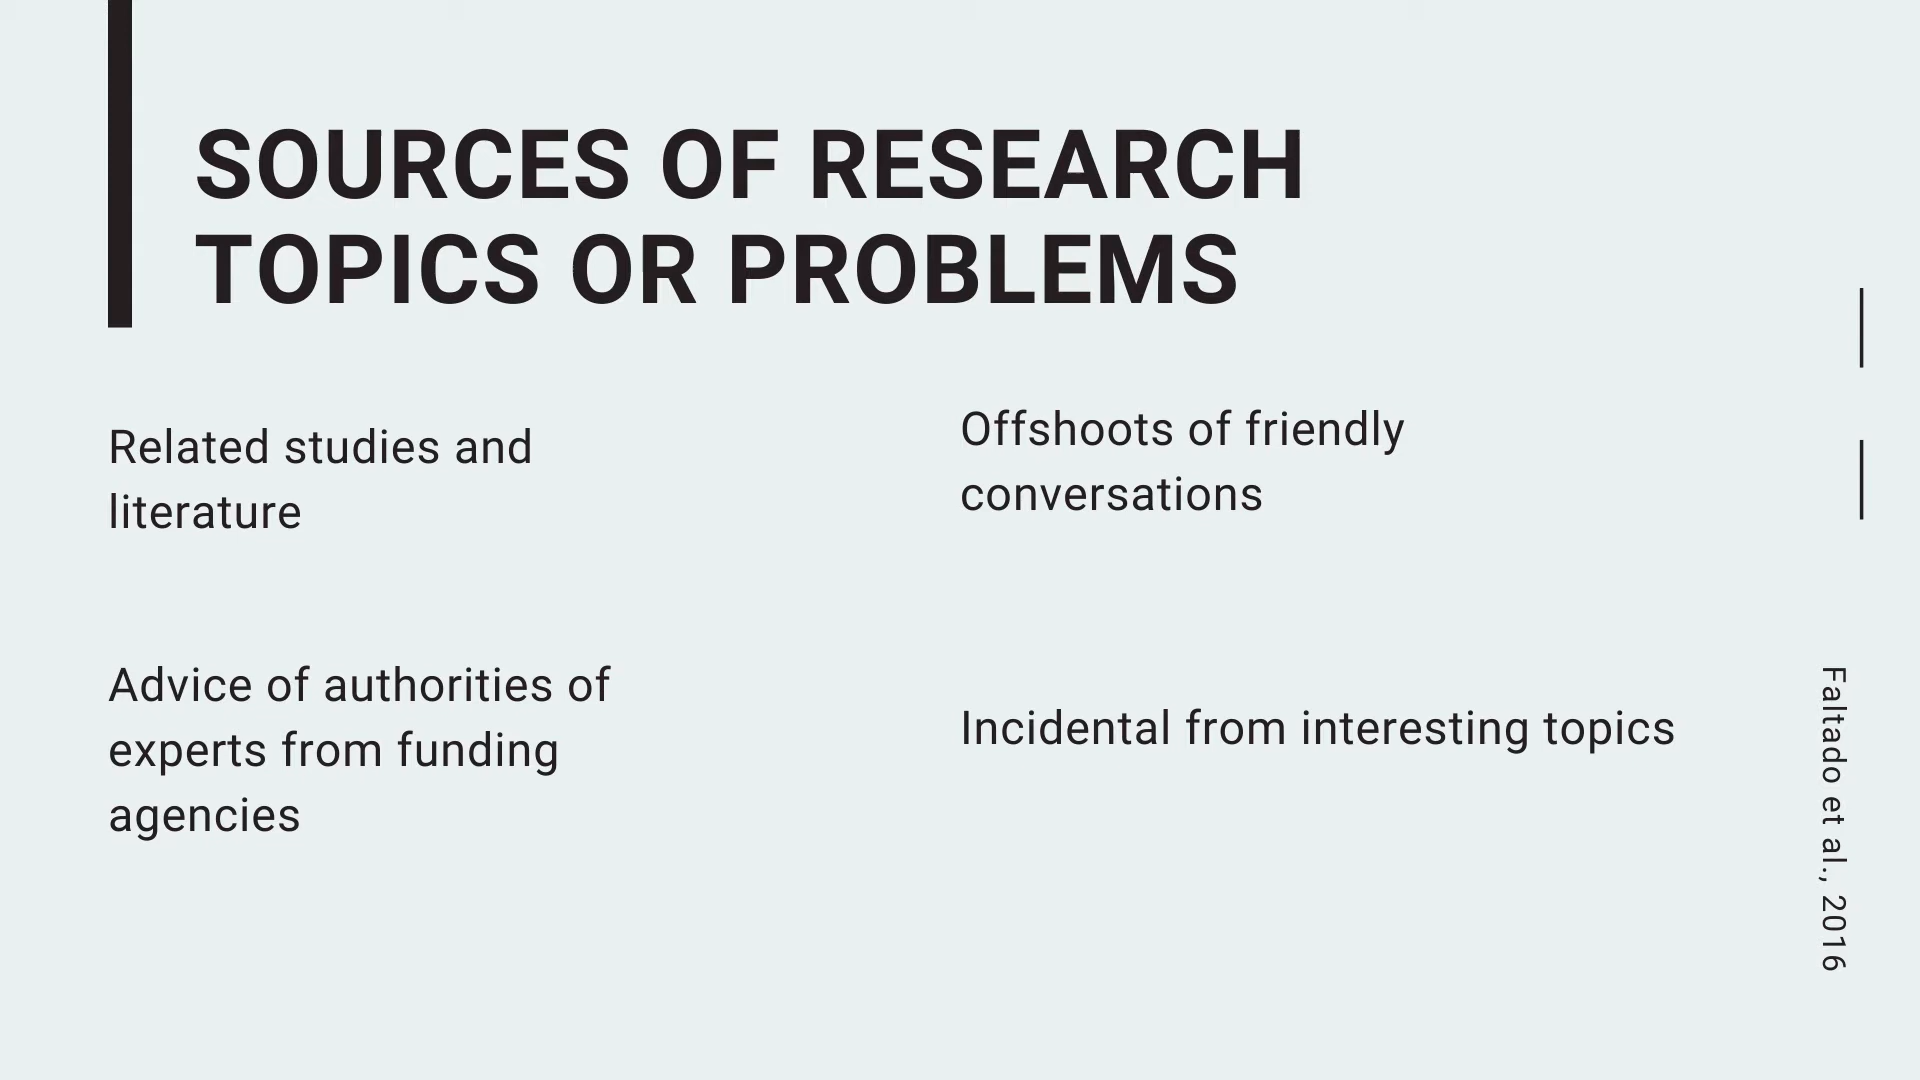 SOURCES OF RESEARCH
TOPICS OR PROBLEMS
Related studies and
literature
Advice of authorities of
experts from funding
agencies
Offshoots of friendly
conversations
Incidental from interesting topics
Faltado et al., 2016